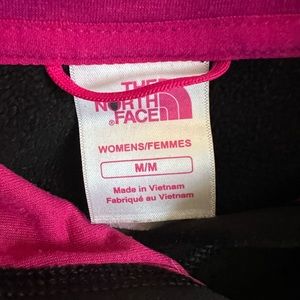 THE
NORTH
FACE
WOMENS/FEMMES
M/M
Made in Vietnam
Fabriqué au Vietnam